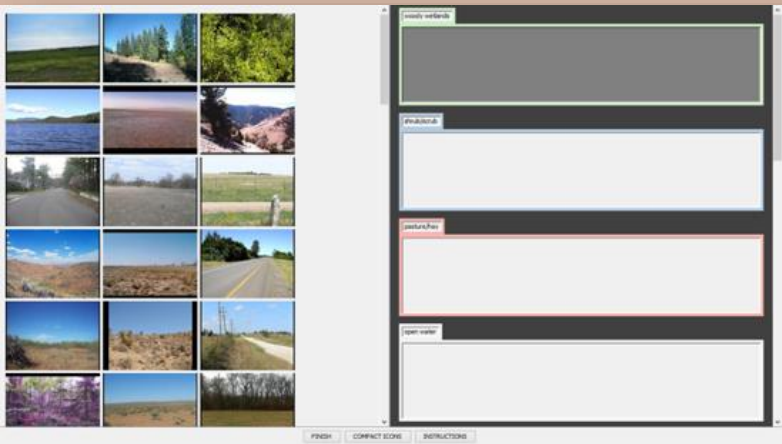 woody wetlands
shrub/scrub
pasture/hay
open water
FINISH
COMPACT ICONS
INSTRUCTIONS